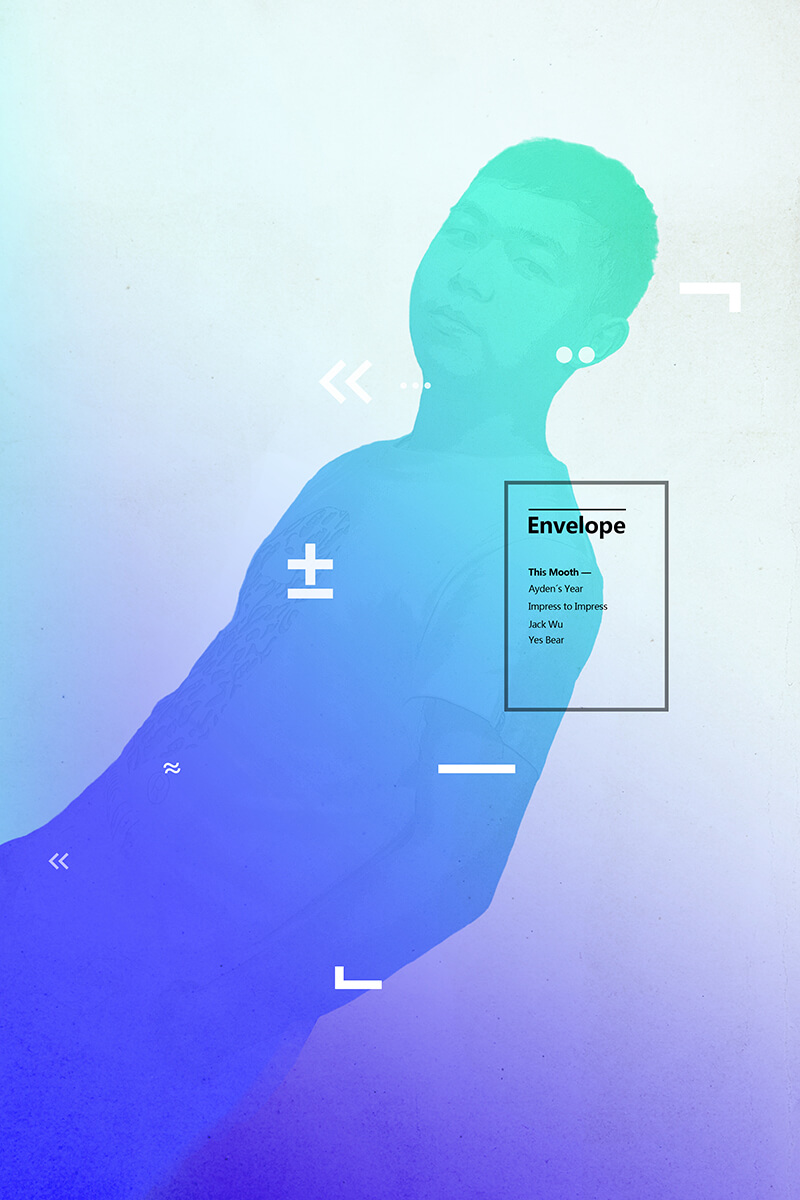 Envelope
This Mooth —
Ayden´s Year
Impress to Impress
Jack Wu
Yes Bear